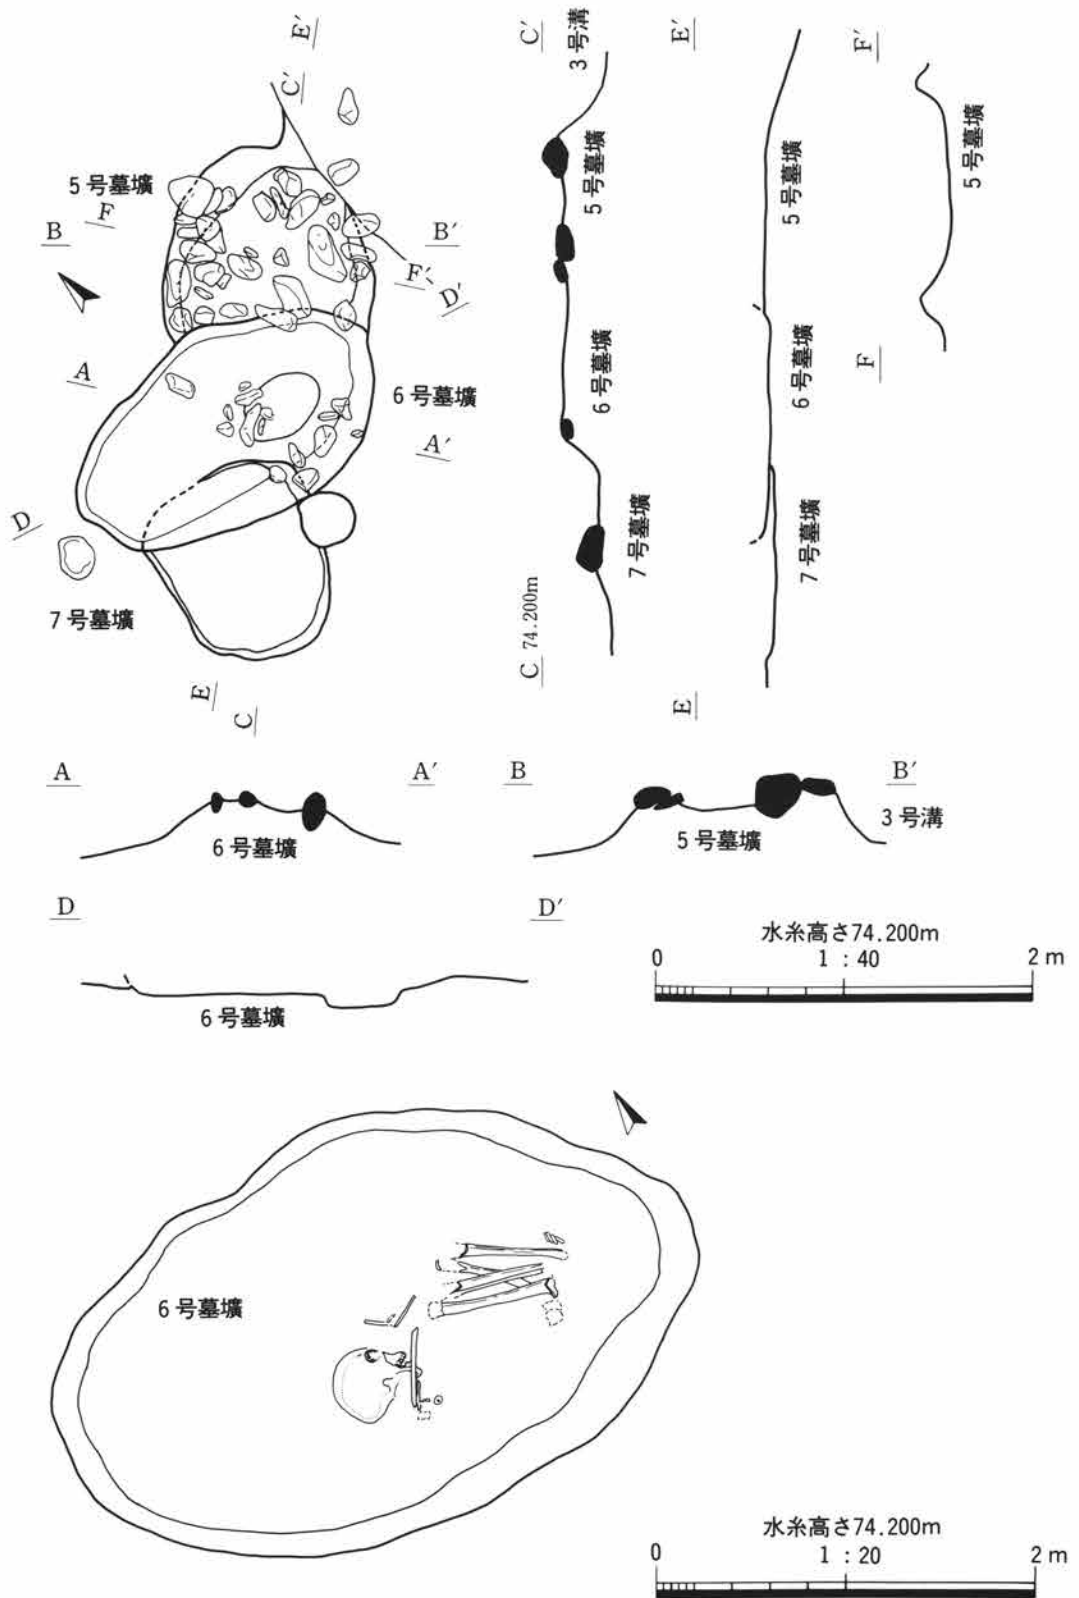 E′
C′
5号墓壙
F
B
B′
F′
D′
A
6号墓壙
A′
D
7号墓壙
E
C
C′
3号溝
5号墓壙
6号墓壙
7号墓壙
C 74.200m
E′
5号墓壙
6号墓壙
7号墓壙
E
F′
5号墓壙
F
A
A′
6号墓壙
B
B′
5号墓壙
3号溝
D
D′
6号墓壙
水糸高さ74.200m
0 1：40 2m
6号墓壙
水糸高さ74.200m
0 1：20 2m